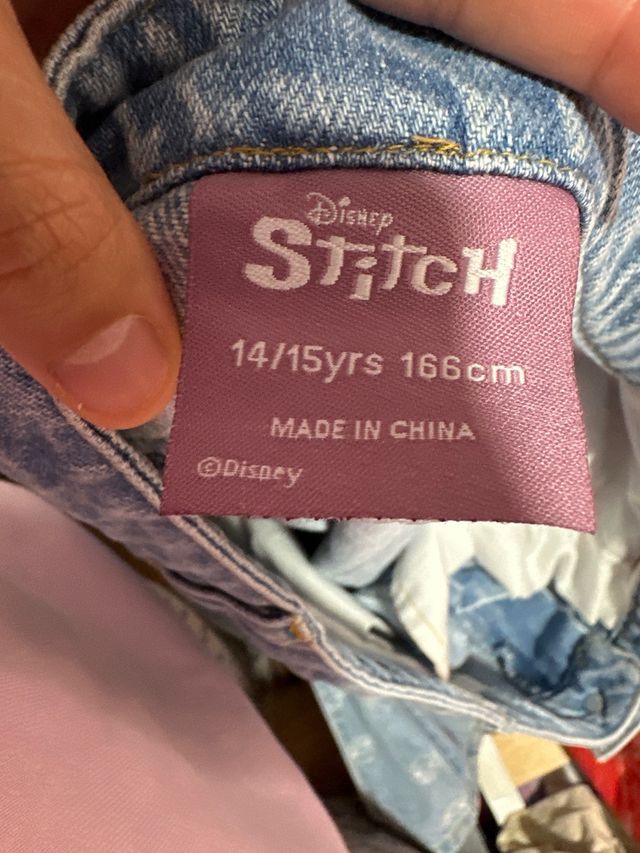 Disney
Stitch
14/15yrs 166cm
MADE IN CHINA
©Disney